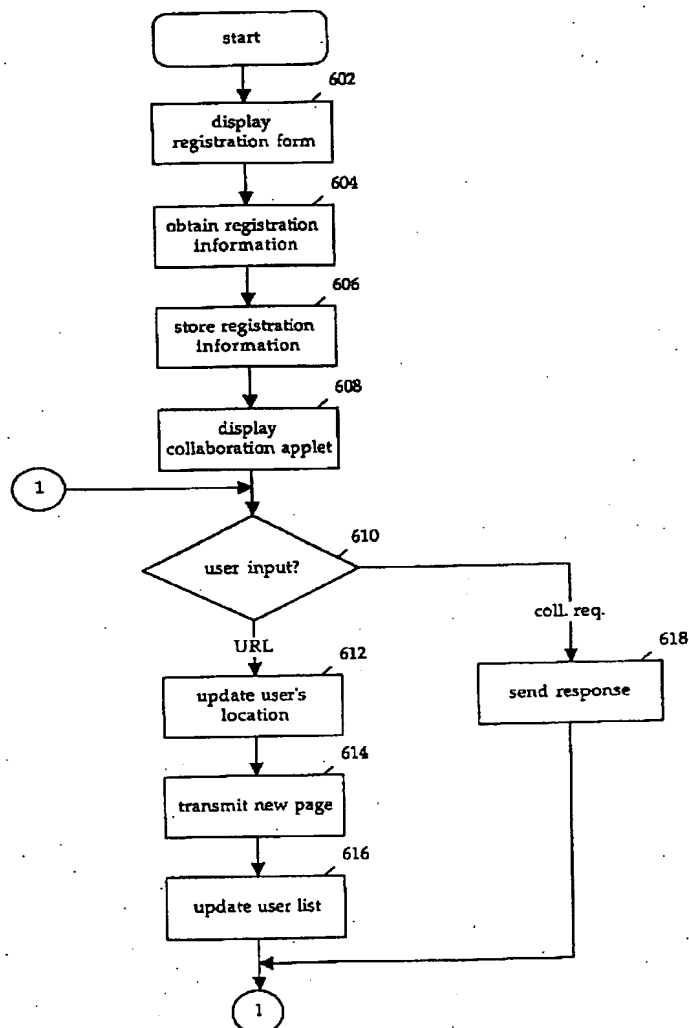 start
602
display
registration form
604
obtain registration
information
606
store registration
information
608
display
collaboration applet
1
610
user input?
coll. req.
URL
612
618
update user's
location
send response
614
transmit new page
616
update user list
1